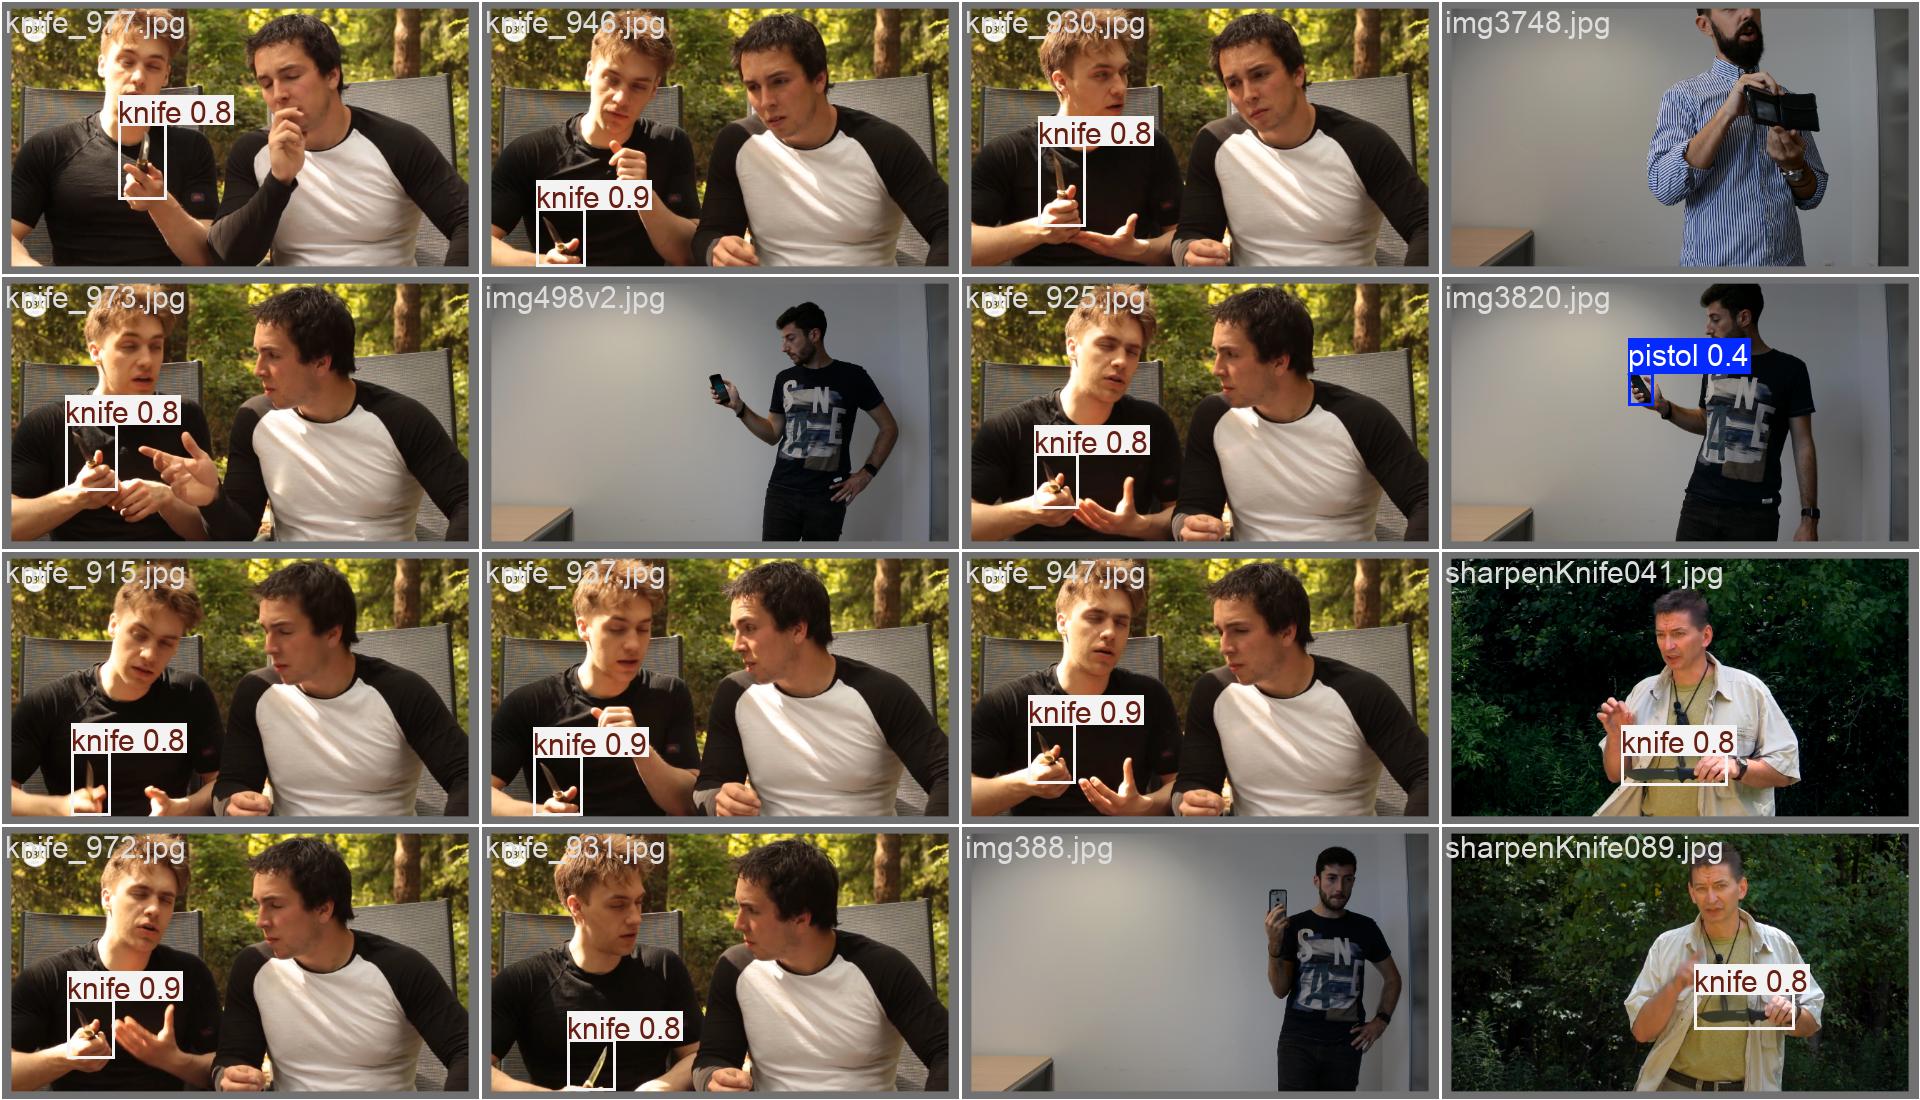 knife_977.jpg
knife 0.8
knife_946.jpg
knife 0.9
knife_930.jpg
knife 0.8
img3748.jpg
knife_973.jpg
knife 0.8
img498v2.jpg
knife_925.jpg
knife 0.8
img3820.jpg
pistol 0.4
S N
knife_915.jpg
knife 0.8
knife_937.jpg
knife 0.9
knife_947.jpg
knife 0.9
sharpenKnife041.jpg
knife 0.8
knife_972.jpg
knife 0.9
knife_931.jpg
knife 0.8
img388.jpg
S N
sharpenKnife089.jpg
knife 0.8